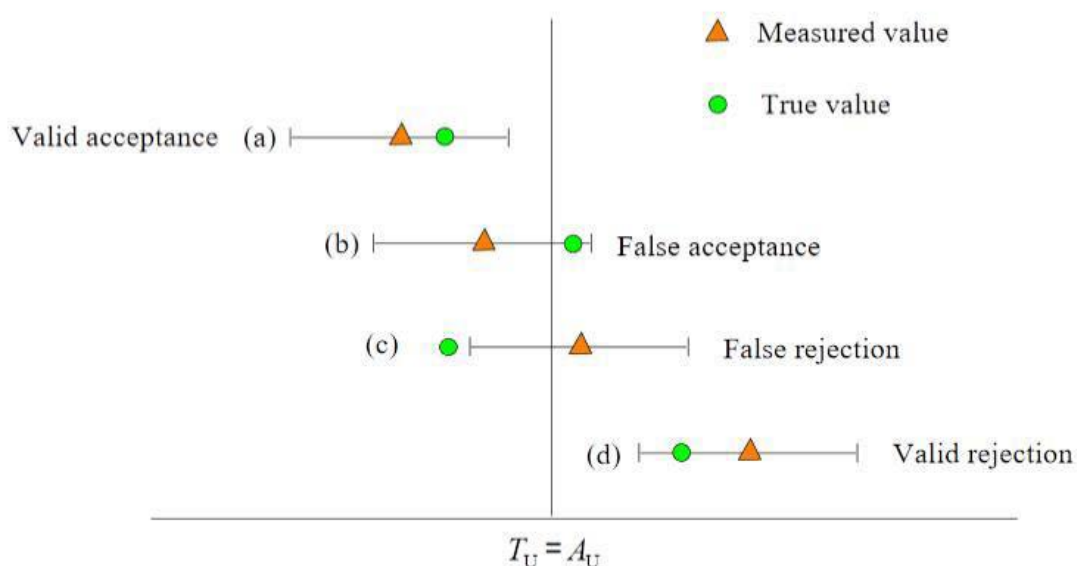 Measured value
True value
Valid acceptance (a)
(b) False acceptance
(c) False rejection
(d) Valid rejection
T_U = A_U